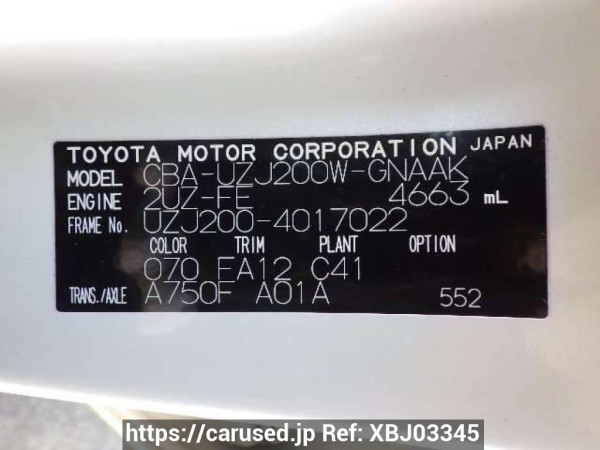 TOYOTA MOTOR CORPORATION JAPAN
MODEL CBA-UZJ200W-GNAAK
ENGINE 2UZ-FE 4663 mL
FRAME No. UZJ200-4017022
COLOR TRIM PLANT OPTION
070 FA12 C41
TRANS./AXLE A750F A01A 552
https://carused.jp Ref: XBJ03345